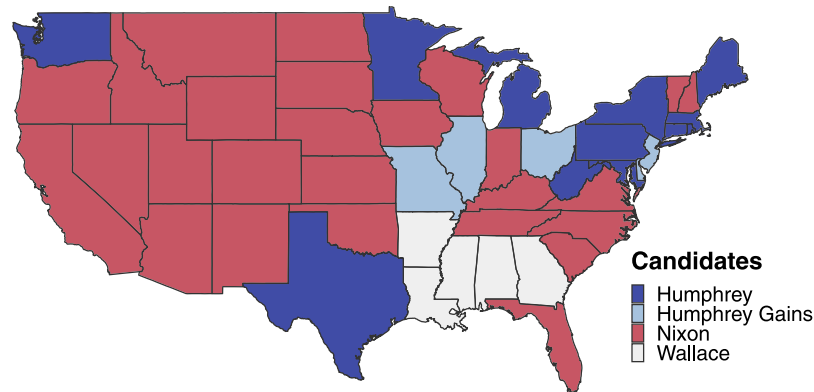 Candidates
Humphrey
Humphrey Gains
Nixon
Wallace